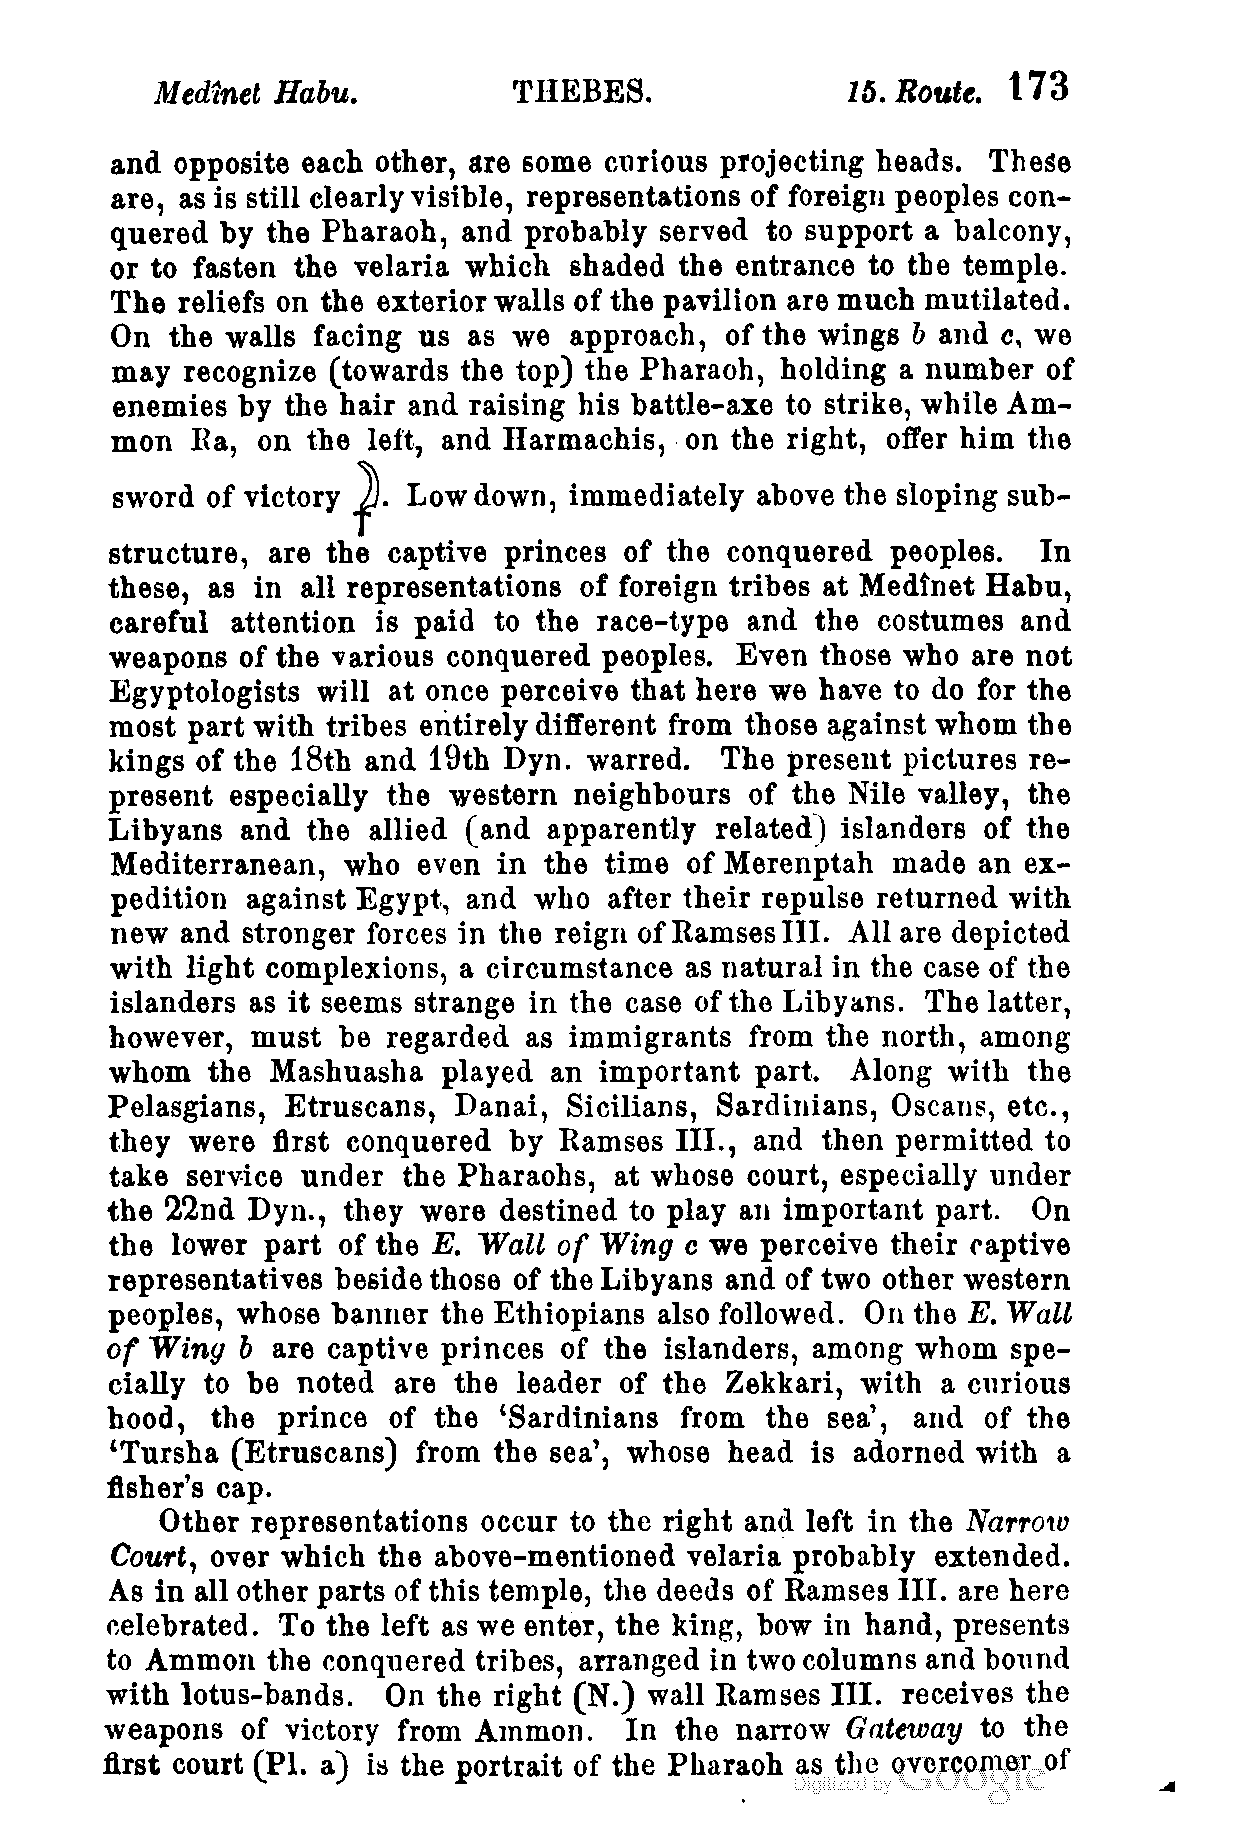 Medînet Habu. THEBES. 15. Route. 173
and opposite each other, are some curious projecting heads. These
are, as is still clearly visible, representations of foreign peoples con-
quered by the Pharaoh, and probably served to support a balcony,
or to fasten the velaria which shaded the entrance to the temple.
The reliefs on the exterior walls of the pavilion are much mutilated.
On the walls facing us as we approach, of the wings b and c, we
may recognize (towards the top) the Pharaoh, holding a number of
enemies by the hair and raising his battle-axe to strike, while Am-
mon Ra, on the left, and Harmachis, on the right, offer him the
sword of victory . Low down, immediately above the sloping sub-
structure, are the captive princes of the conquered peoples. In
these, as in all representations of foreign tribes at Medînet Habu,
careful attention is paid to the race-type and the costumes and
weapons of the various conquered peoples. Even those who are not
Egyptologists will at once perceive that here we have to do for the
most part with tribes entirely different from those against whom the
kings of the 18th and 19th Dyn. warred. The present pictures re-
present especially the western neighbours of the Nile valley, the
Libyans and the allied (and apparently related) islanders of the
Mediterranean, who even in the time of Merenptah made an ex-
pedition against Egypt, and who after their repulse returned with
new and stronger forces in the reign of Ramses III. All are depicted
with light complexions, a circumstance as natural in the case of the
islanders as it seems strange in the case of the Libyans. The latter,
however, must be regarded as immigrants from the north, among
whom the Mashuasha played an important part. Along with the
Pelasgians, Etruscans, Danai, Sicilians, Sardinians, Oscans, etc.,
they were first conquered by Ramses III., and then permitted to
take service under the Pharaohs, at whose court, especially under
the 22nd Dyn., they were destined to play an important part. On
the lower part of the E. Wall of Wing c we perceive their captive
representatives beside those of the Libyans and of two other western
peoples, whose banner the Ethiopians also followed. On the E. Wall
of Wing b are captive princes of the islanders, among whom spe-
cially to be noted are the leader of the Zekkari, with a curious
hood, the prince of the ‘Sardinians from the sea’, and of the
‘Tursha (Etruscans) from the sea’, whose head is adorned with a
fisher’s cap.
Other representations occur to the right and left in the Narrow
Court, over which the above-mentioned velaria probably extended.
As in all other parts of this temple, the deeds of Ramses III. are here
celebrated. To the left as we enter, the king, bow in hand, presents
to Ammon the conquered tribes, arranged in two columns and bound
with lotus-bands. On the right (N.) wall Ramses III. receives the
weapons of victory from Ammon. In the narrow Gateway to the
first court (Pl. a) is the portrait of the Pharaoh as the overcomer of
Digitized by Google